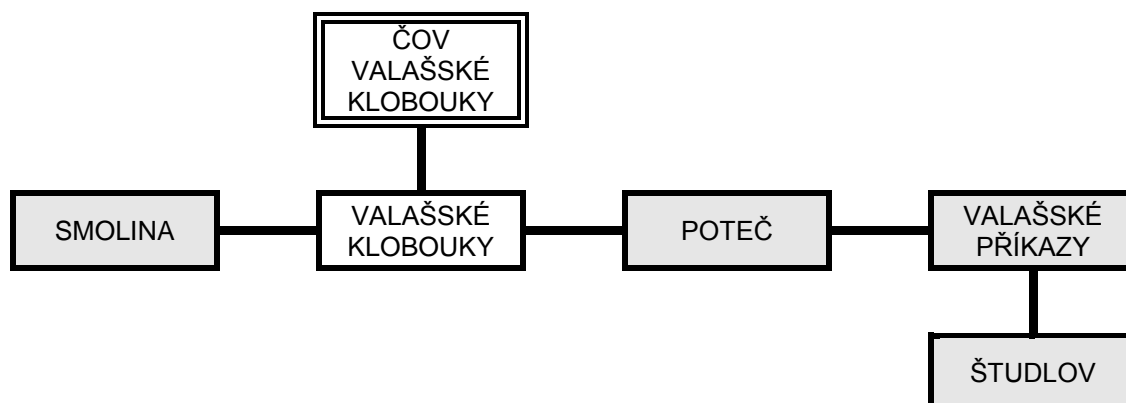 ČOV
VALAŠSKÉ
KLOBOUKY
SMOLINA
VALAŠSKÉ
KLOBOUKY
POTEČ
VALAŠSKÉ
PŘÍKAZY
ŠTUDLOV